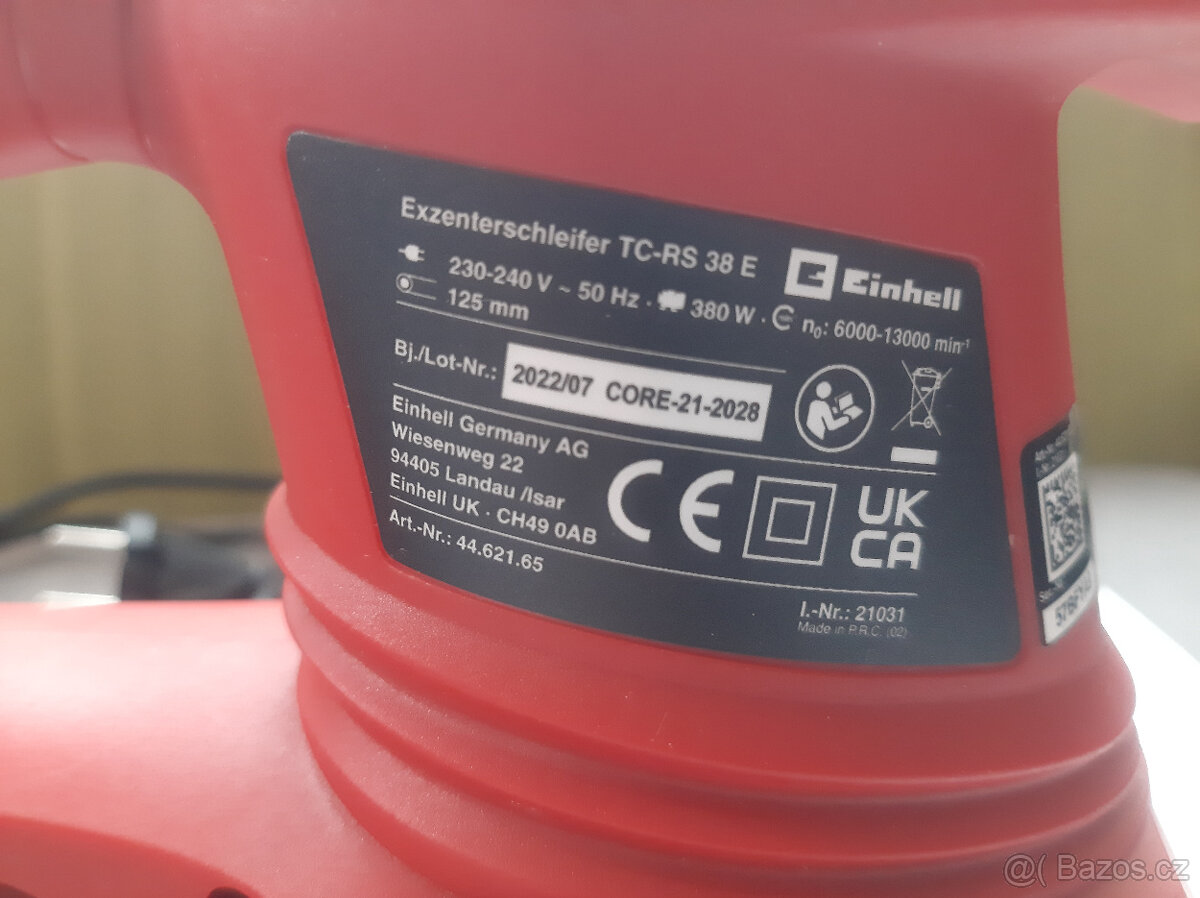 Exzenterschleifer TC-RS 38 E
Einhell
230-240 V ~ 50 Hz · 380 W · n₀: 6000-13000 min⁻¹
125 mm
Bj./Lot-Nr.: 2022/07 CORE-21-2028
Einhell Germany AG
Wiesenweg 22
94405 Landau /Isar
Einhell UK · CH49 0AB
CE
UK
CA
Art.-Nr.: 44.621.65
I.-Nr.: 21031
Made in P.R.C. (02)
@( Bazos.cz